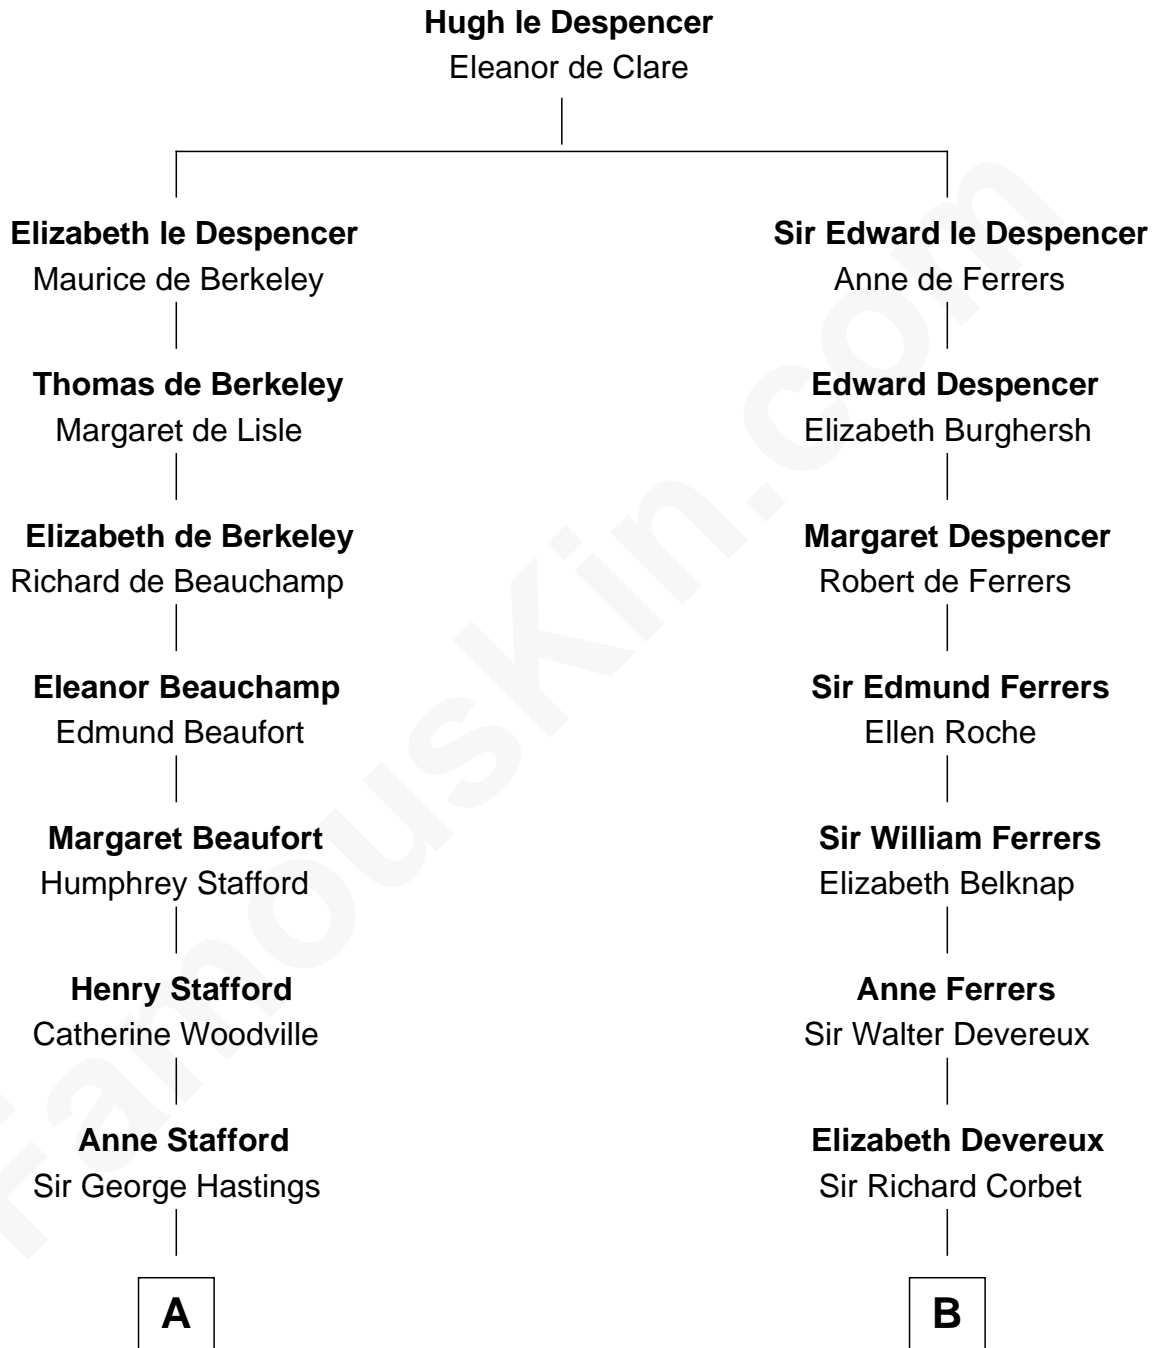 Hugh le Despencer
Eleanor de Clare
Elizabeth le Despencer
Maurice de Berkeley
Sir Edward le Despencer
Anne de Ferrers
Thomas de Berkeley
Margaret de Lisle
Edward Despencer
Elizabeth Burghersh
Elizabeth de Berkeley
Richard de Beauchamp
Margaret Despencer
Robert de Ferrers
Eleanor Beauchamp
Edmund Beaufort
Sir Edmund Ferrers
Ellen Roche
Margaret Beaufort
Humphrey Stafford
Sir William Ferrers
Elizabeth Belknap
Henry Stafford
Catherine Woodville
Anne Ferrers
Sir Walter Devereux
Anne Stafford
Sir George Hastings
Elizabeth Devereux
Sir Richard Corbet
A
B
FamousKin.com